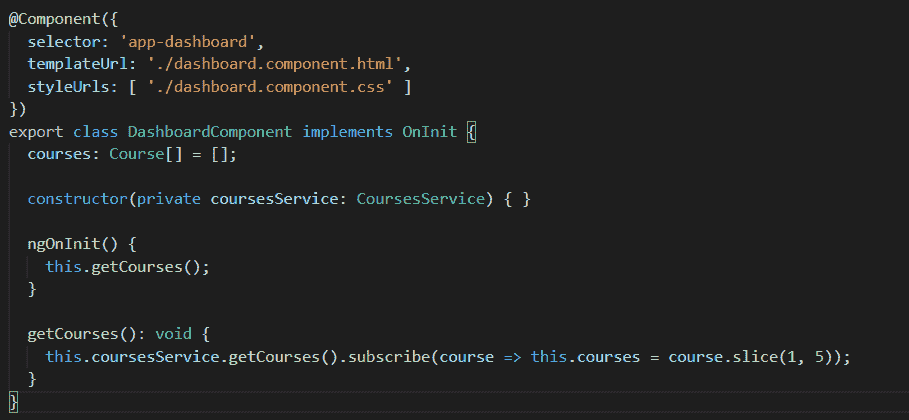 @Component({
  selector: 'app-dashboard',
  templateUrl: './dashboard.component.html',
  styleUrls: [ './dashboard.component.css' ]
})
export class DashboardComponent implements OnInit {
  courses: Course[] = [];

  constructor(private coursesService: CoursesService) { }

  ngOnInit() {
    this.getCourses();
  }

  getCourses(): void {
    this.coursesService.getCourses().subscribe(course => this.courses = course.slice(1, 5));
  }
}